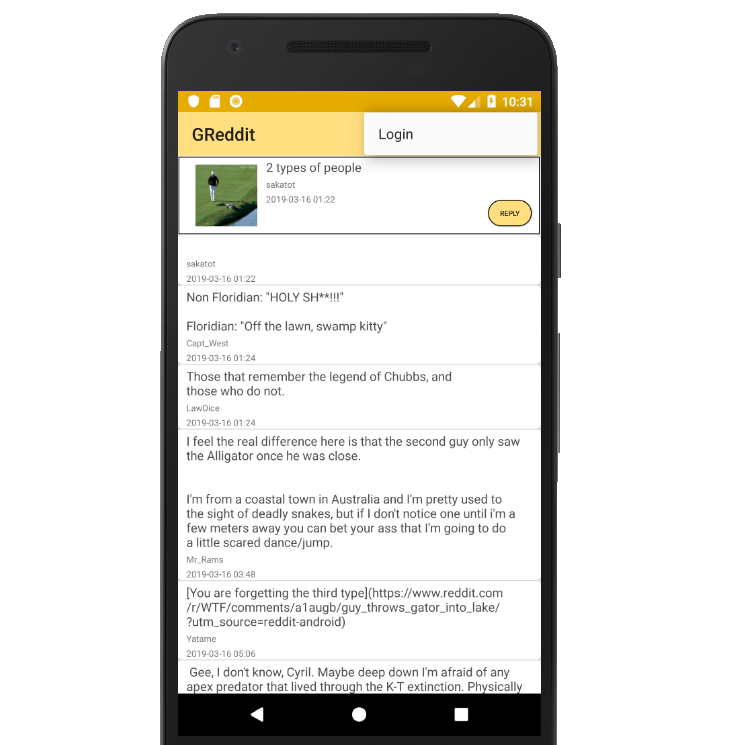 10:31
GReddit
Login
2 types of people
sakatot
2019-03-16 01:22
REPLY
sakatot
2019-03-16 01:22
Non Floridian: "HOLY SH**!!!"
Floridian: "Off the lawn, swamp kitty"
Capt_West
2019-03-16 01:24
Those that remember the legend of Chubbs, and
those who do not.
LawDice
2019-03-16 01:24
I feel the real difference here is that the second guy only saw
the Alligator once he was close.
I'm from a coastal town in Australia and I'm pretty used to
the sight of deadly snakes, but if I don't notice one until i'm a
few meters away you can bet your ass that I'm going to do
a little scared dance/jump.
Mr_Rams
2019-03-16 03:48
[You are forgetting the third type](https://www.reddit.com
/r/WTF/comments/a1augb/guy_throws_gator_into_lake/
?utm_source=reddit-android)
Yatame
2019-03-16 05:06
Gee, I don't know, Cyril. Maybe deep down I'm afraid of any
apex predator that lived through the K-T extinction. Physically